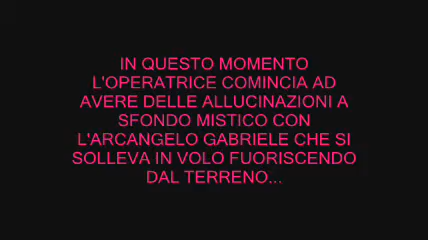 IN QUESTO MOMENTO
L'OPERATRICE COMINCIA AD
AVERE DELLE ALLUCINAZIONI A
SFONDO MISTICO CON
L'ARCANGELO GABRIELE CHE SI
SOLLEVA IN VOLO FUORISCENDO
DAL TERRENO...